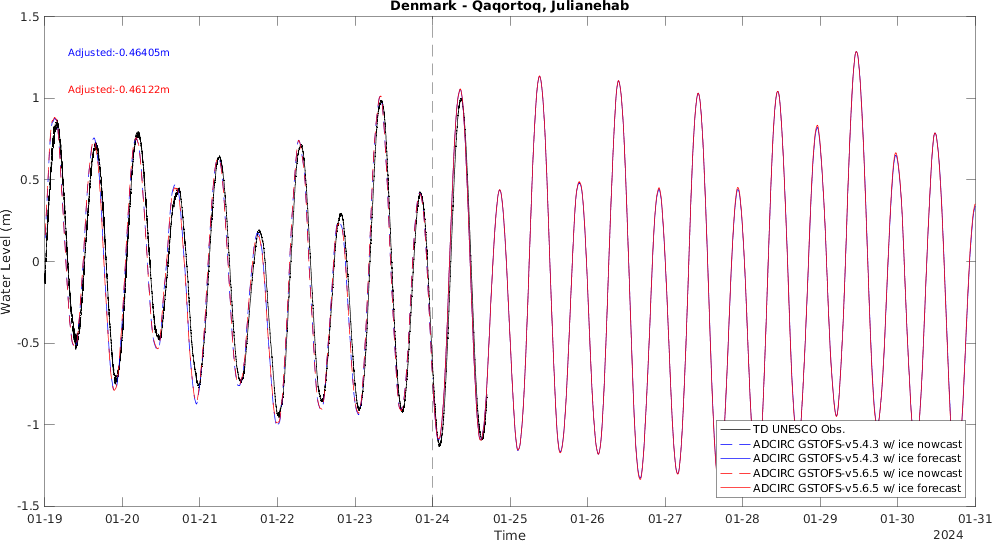 Denmark - Qaqortoq, Julianehab
Adjusted:-0.46405m
Adjusted:-0.46122m
1.5
1
0.5
0
-0.5
-1
-1.5
Water Level (m)
TD UNESCO Obs.
ADCIRC GSTOFS-v5.4.3 w/ ice nowcast
ADCIRC GSTOFS-v5.4.3 w/ ice forecast
ADCIRC GSTOFS-v5.6.5 w/ ice nowcast
ADCIRC GSTOFS-v5.6.5 w/ ice forecast
01-19 01-20 01-21 01-22 01-23 01-24 01-25 01-26 01-27 01-28 01-29 01-30 01-31
Time
2024